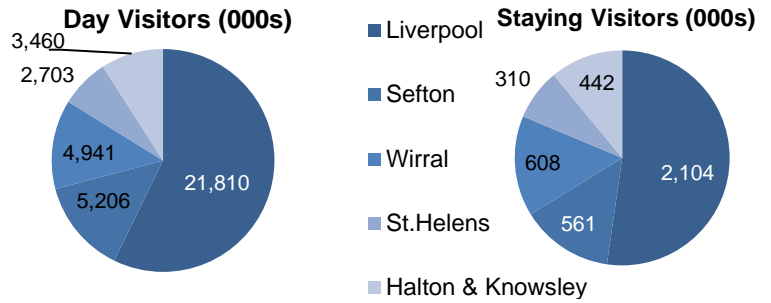 Day Visitors (000s)
3,460
2,703
4,941
5,206
21,810
Liverpool
Sefton
Wirral
St.Helens
Halton & Knowsley
Staying Visitors (000s)
310
442
608
561
2,104